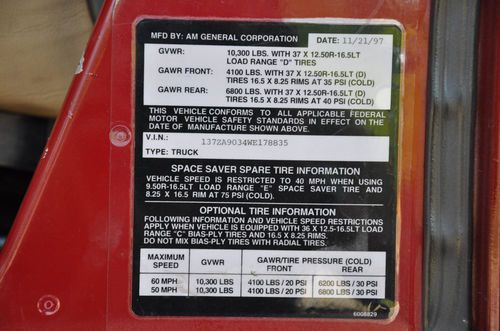 MFD BY: AM GENERAL CORPORATION DATE: 11/21/97
GVWR: 10,300 LBS. WITH 37 X 12.50R-16.5LT
LOAD RANGE "D" TIRES
GAWR FRONT: 4100 LBS. WITH 37 X 12.50R-16.5LT (D)
TIRES 16.5 X 8.25 RIMS AT 35 PSI (COLD)
GAWR REAR: 6800 LBS. WITH 37 X 12.50R-16.5LT (D)
TIRES 16.5 X 8.25 RIMS AT 40 PSI (COLD)
THIS VEHICLE CONFORMS TO ALL APPLICABLE FEDERAL
MOTOR VEHICLE SAFETY STANDARDS IN EFFECT ON THE
DATE OF MANUFACTURE SHOWN ABOVE.
V.I.N.: 137ZA9034WE178835
TYPE: TRUCK
SPACE SAVER SPARE TIRE INFORMATION
VEHICLE SPEED IS RESTRICTED TO 40 MPH WHEN USING
9.50R-16.5LT LOAD RANGE "E" SPACE SAVER TIRE AND
8.25 X 16.5 RIM AT 75 PSI (COLD).
OPTIONAL TIRE INFORMATION
FOLLOWING INFORMATION AND VEHICLE SPEED RESTRICTIONS
APPLY WHEN VEHICLE IS EQUIPPED WITH 36 X 12.5-16.5LT LOAD
RANGE "C" BIAS-PLY TIRES AND 16.5 X 8.25 RIMS.
DO NOT MIX BIAS-PLY TIRES WITH RADIAL TIRES.
MAXIMUM SPEED GVWR GAWR/TIRE PRESSURE (COLD)
FRONT REAR
60 MPH 10,300 LBS 4100 LBS / 20 PSI 6200 LBS / 30 PSI
50 MPH 10,300 LBS 4100 LBS / 20 PSI 6800 LBS / 30 PSI
6008829